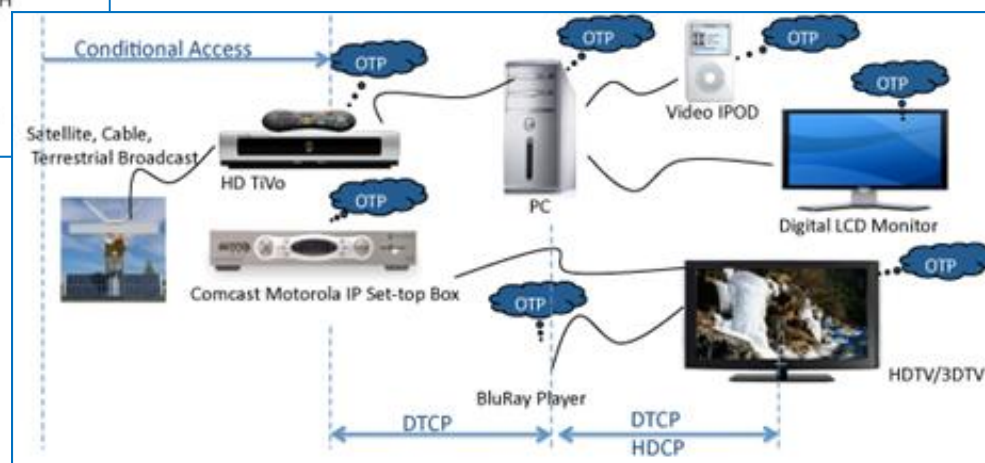 Conditional Access
OTP
OTP
OTP
OTP
Satellite, Cable,
Terrestrial Broadcast
HD TiVo
Video IPOD
PC
OTP
Digital LCD Monitor
Comcast Motorola IP Set-top Box
OTP
OTP
HDTV/3DTV
BluRay Player
DTCP
DTCP
HDCP